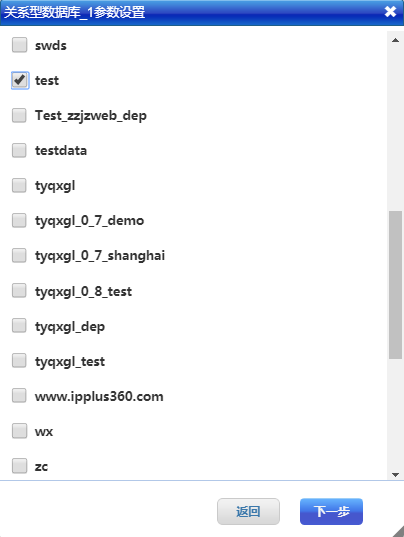 关系型数据库_1参数设置
swds
test
Test_zzjzweb_dep
testdata
tyqxgl
tyqxgl_0_7_demo
tyqxgl_0_7_shanghai
tyqxgl_0_8_test
tyqxgl_dep
tyqxgl_test
www.ipplus360.com
wx
zc
返回 下一步